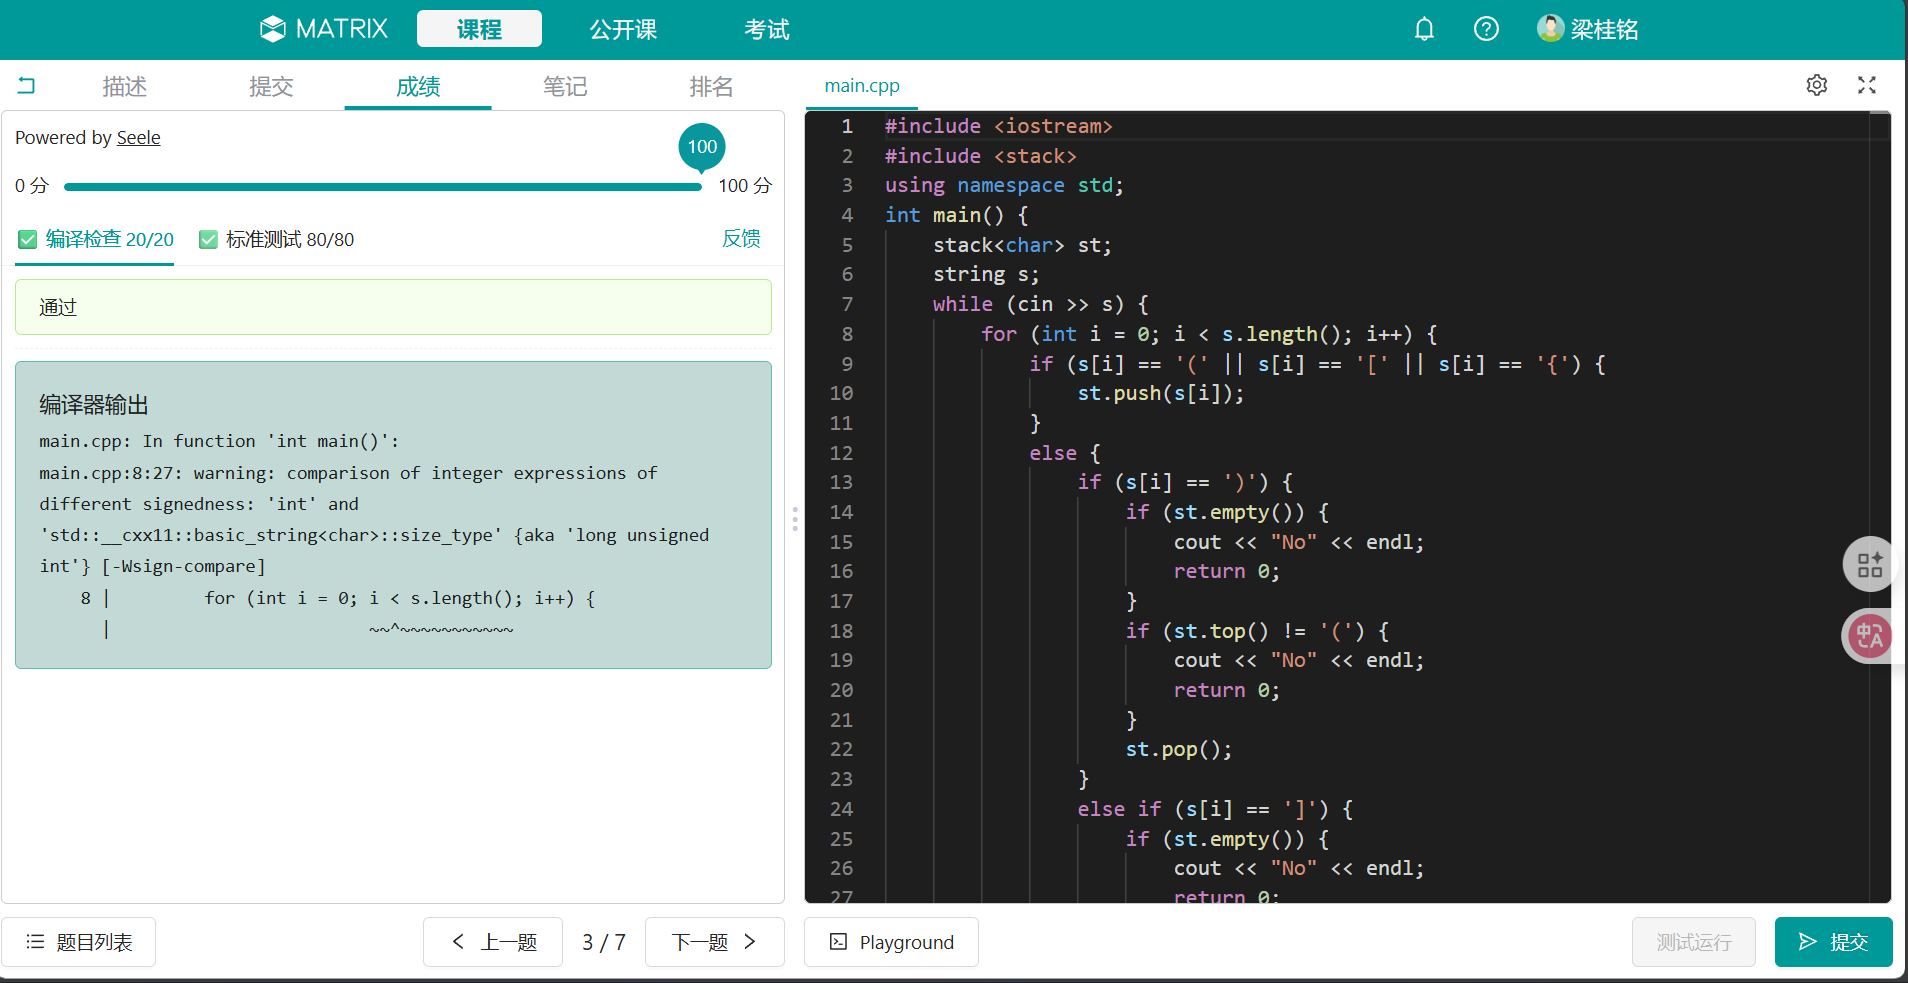 MATRIX 课程 公开课 考试 梁桂铭
描述 提交 成绩 笔记 排名
Powered by Seele
100
0 分 100 分
编译检查 20/20 标准测试 80/80 反馈
通过
编译器输出
main.cpp: In function 'int main()':
main.cpp:8:27: warning: comparison of integer expressions of
different signedness: 'int' and
'std::__cxx11::basic_string<char>::size_type' {aka 'long unsigned
int'} [-Wsign-compare]
8 | for (int i = 0; i < s.length(); i++) {
| ~~^~~~~~~~~~~~
main.cpp
1 #include <iostream>
2 #include <stack>
3 using namespace std;
4 int main() {
5 stack<char> st;
6 string s;
7 while (cin >> s) {
8 for (int i = 0; i < s.length(); i++) {
9 if (s[i] == '(' || s[i] == '[' || s[i] == '{') {
10 st.push(s[i]);
11 }
12 else {
13 if (s[i] == ')') {
14 if (st.empty()) {
15 cout << "No" << endl;
16 return 0;
17 }
18 if (st.top() != '(') {
19 cout << "No" << endl;
20 return 0;
21 }
22 st.pop();
23 }
24 else if (s[i] == ']') {
25 if (st.empty()) {
26 cout << "No" << endl;
27 return 0;
题目列表 上一题 3 / 7 下一题 Playground 测试运行 提交